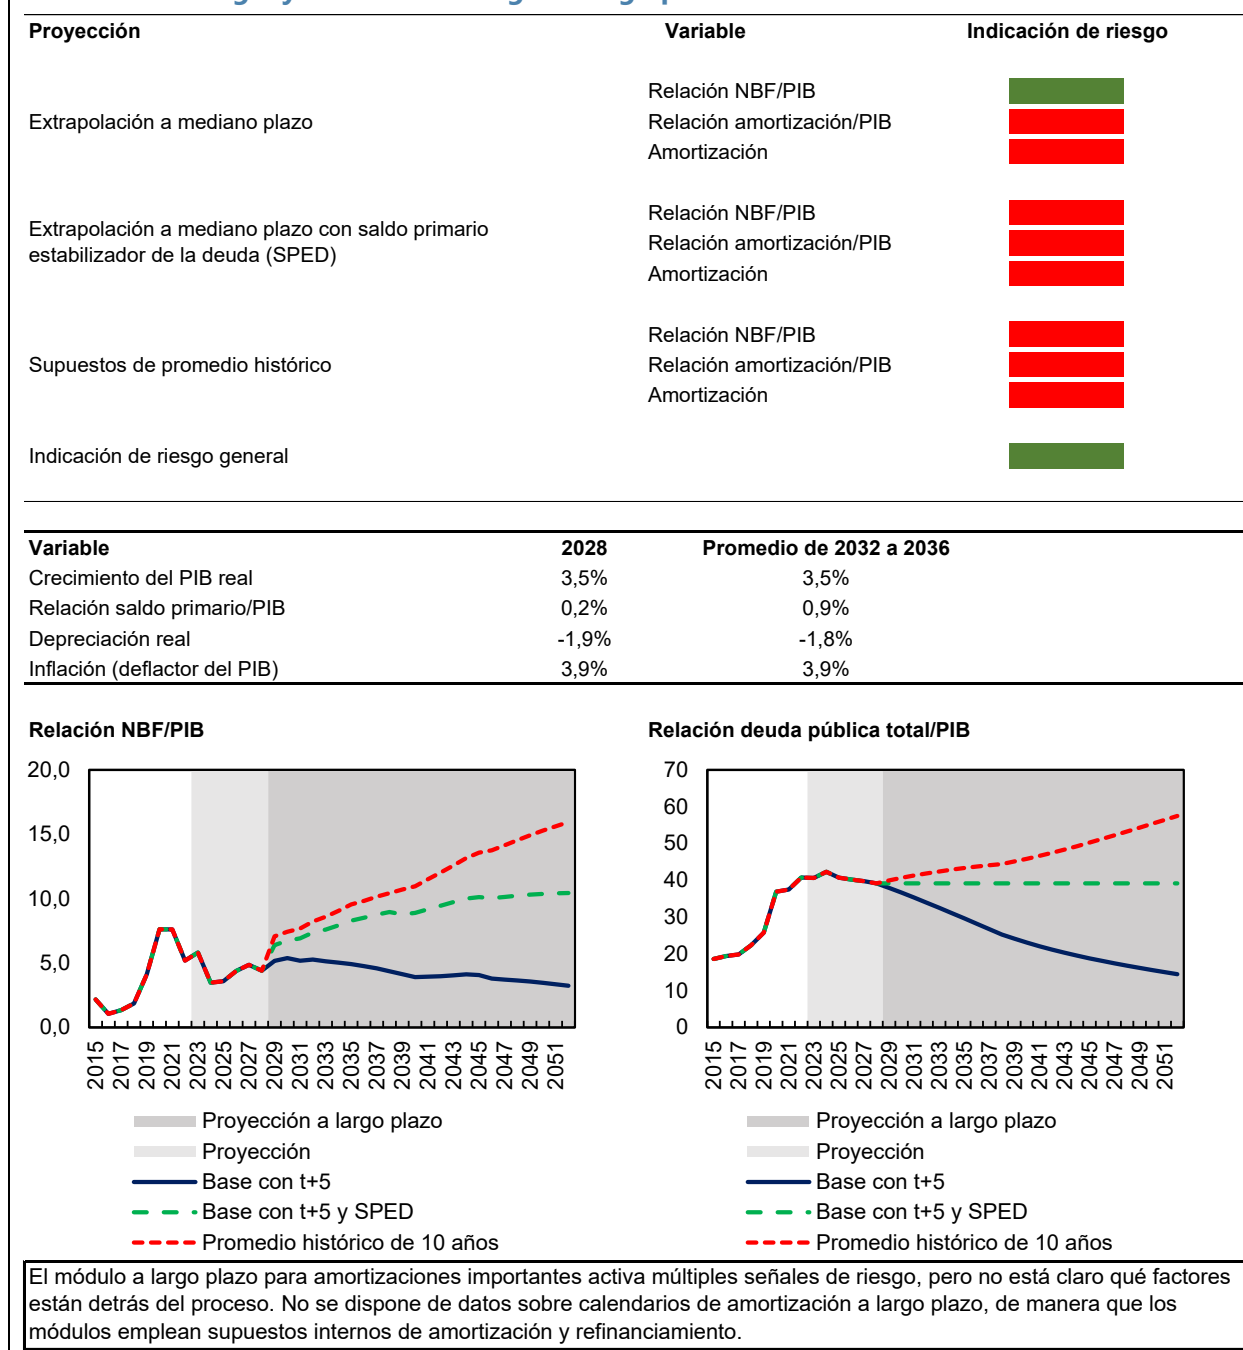 Proyección Variable Indicación de riesgo
Relación NBF/PIB
Extrapolación a mediano plazo Relación amortización/PIB
Amortización
Relación NBF/PIB
Extrapolación a mediano plazo con saldo primario
estabilizador de la deuda (SPED) Relación amortización/PIB
Amortización
Relación NBF/PIB
Supuestos de promedio histórico Relación amortización/PIB
Amortización
Indicación de riesgo general
Variable 2028 Promedio de 2032 a 2036
Crecimiento del PIB real 3,5% 3,5%
Relación saldo primario/PIB 0,2% 0,9%
Depreciación real -1,9% -1,8%
Inflación (deflactor del PIB) 3,9% 3,9%
Relación NBF/PIB
20,0
15,0
10,0
5,0
0,0
2015 2017 2019 2021 2023 2025 2027 2029 2031 2033 2035 2037 2039 2041 2043 2045 2047 2049 2051
Proyección a largo plazo
Proyección
Base con t+5
Base con t+5 y SPED
Promedio histórico de 10 años
Relación deuda pública total/PIB
70
60
50
40
30
20
10
0
2015 2017 2019 2021 2023 2025 2027 2029 2031 2033 2035 2037 2039 2041 2043 2045 2047 2049 2051
Proyección a largo plazo
Proyección
Base con t+5
Base con t+5 y SPED
Promedio histórico de 10 años
El módulo a largo plazo para amortizaciones importantes activa múltiples señales de riesgo, pero no está claro qué factores
están detrás del proceso. No se dispone de datos sobre calendarios de amortización a largo plazo, de manera que los
módulos emplean supuestos internos de amortización y refinanciamiento.